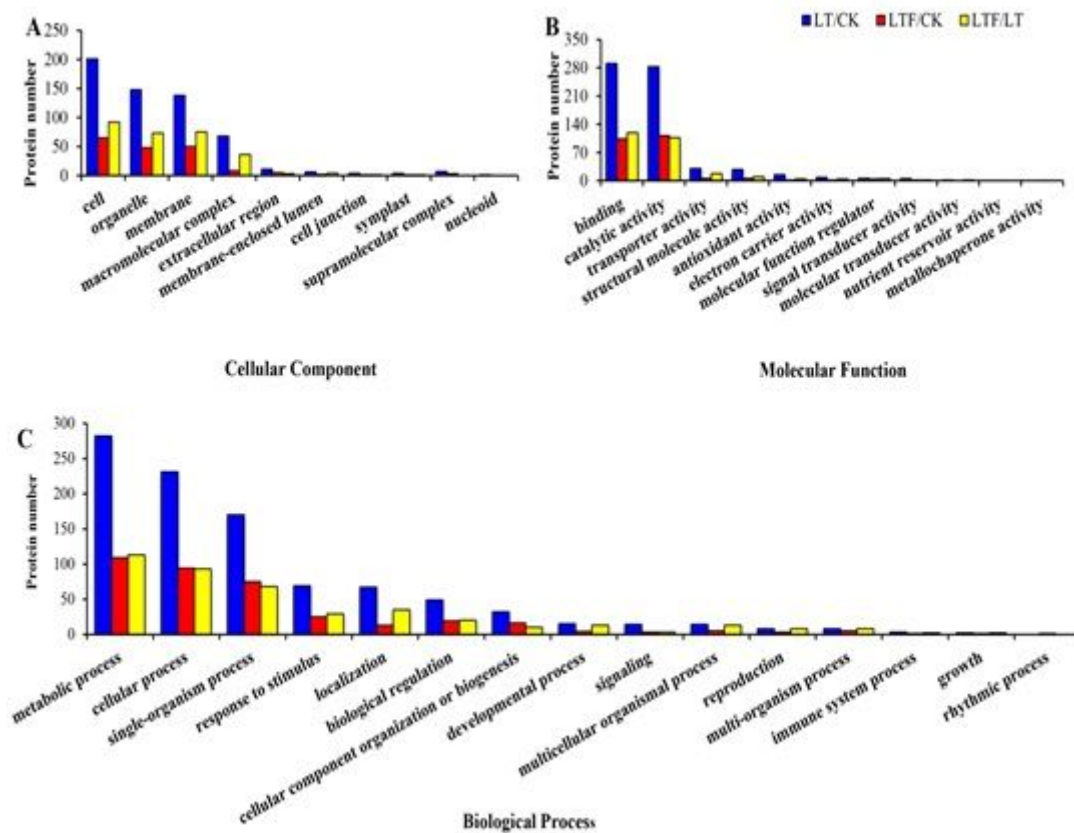 A
B
LT/CK LTF/CK LTF/LT
Protein number
250
200
150
100
50
0
cell
organelle
membrane
macromolecular complex
extracellular region
membrane-enclosed lumen
cell junction
symplast
supramolecular complex
nucleoid
Cellular Component
Protein number
350
280
210
140
70
0
binding
catalytic activity
transporter activity
structural molecule activity
antioxidant activity
electron carrier activity
molecular function regulator
signal transducer activity
molecular transducer activity
nutrient reservoir activity
metallochaperone activity
Molecular Function
C
Protein number
300
250
200
150
100
50
0
metabolic process
cellular process
single-organism process
response to stimulus
localization
biological regulation
cellular component organization or biogenesis
developmental process
signaling
multicellular organismal process
reproduction
multi-organism process
immune system process
growth
rhythmic process
Biological Process